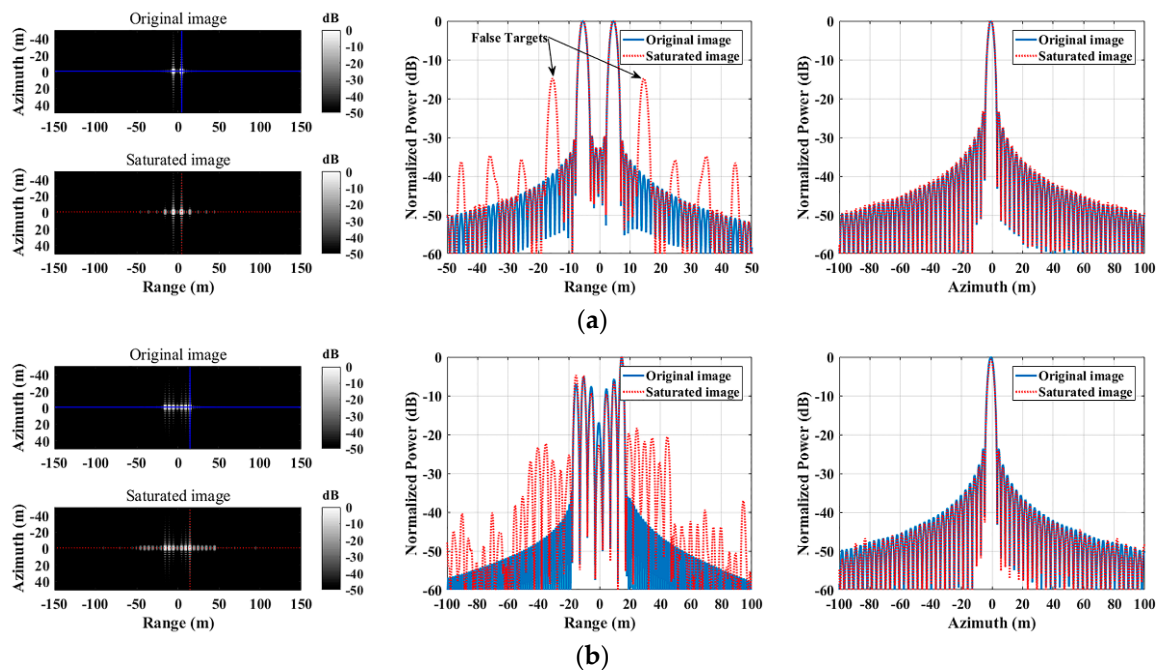 Original image
dB
Azimuth (m)
-40
-20
0
20
40
0
-10
-20
-30
-40
-50
-150
-100
-50
0
50
100
150
Saturated image
Azimuth (m)
-40
-20
0
20
40
0
-10
-20
-30
-40
-50
-150
-100
-50
0
50
100
150
Range (m)
Normalized Power (dB)
0
-10
-20
-30
-40
-50
-60
False Targets
Original image
Saturated image
-50 -40 -30 -20 -10 0 10 20 30 40 50
Range (m)
Normalized Power (dB)
0
-10
-20
-30
-40
-50
-60
Original image
Saturated image
-100 -80 -60 -40 -20 0 20 40 60 80 100
Azimuth (m)
(a)
Original image
dB
Azimuth (m)
-40
-20
0
20
40
0
-10
-20
-30
-40
-50
-150
-100
-50
0
50
100
150
Saturated image
dB
Azimuth (m)
-40
-20
0
20
40
0
-10
-20
-30
-40
-50
-150
-100
-50
0
50
100
150
Range (m)
Normalized Power (dB)
0
-10
-20
-30
-40
-50
-60
Original image
Saturated image
-100 -80 -60 -40 -20 0 20 40 60 80 100
Range (m)
Normalized Power (dB)
0
-10
-20
-30
-40
-50
-60
Original image
Saturated image
-100 -80 -60 -40 -20 0 20 40 60 80 100
Azimuth (m)
(b)